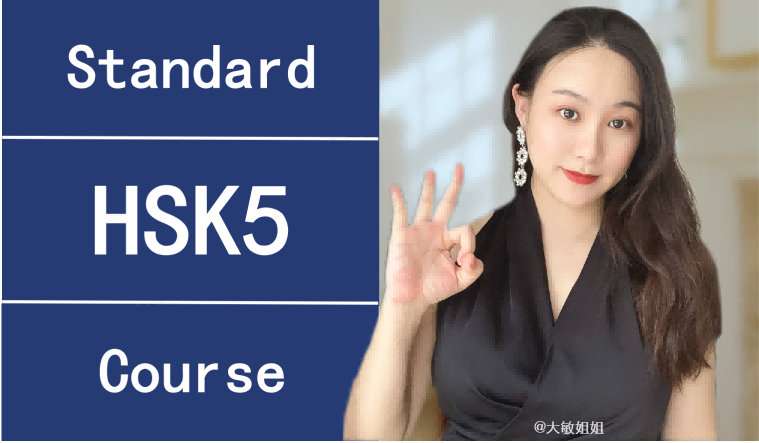 Standard
HSK5
Course
@大敏姐姐